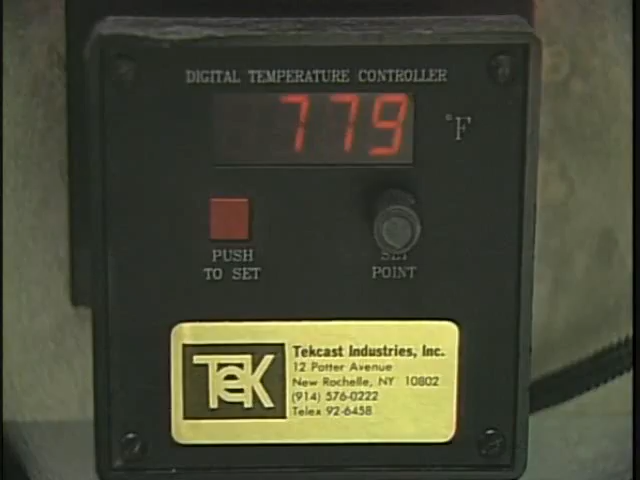 DIGITAL TEMPERATURE CONTROLLER
779
°F
PUSH
TO SET
SET
POINT
TEK
Tekcast Industries, Inc.
12 Potter Avenue
New Rochelle, NY 10802
(914) 576-0222
Telex 92-6458